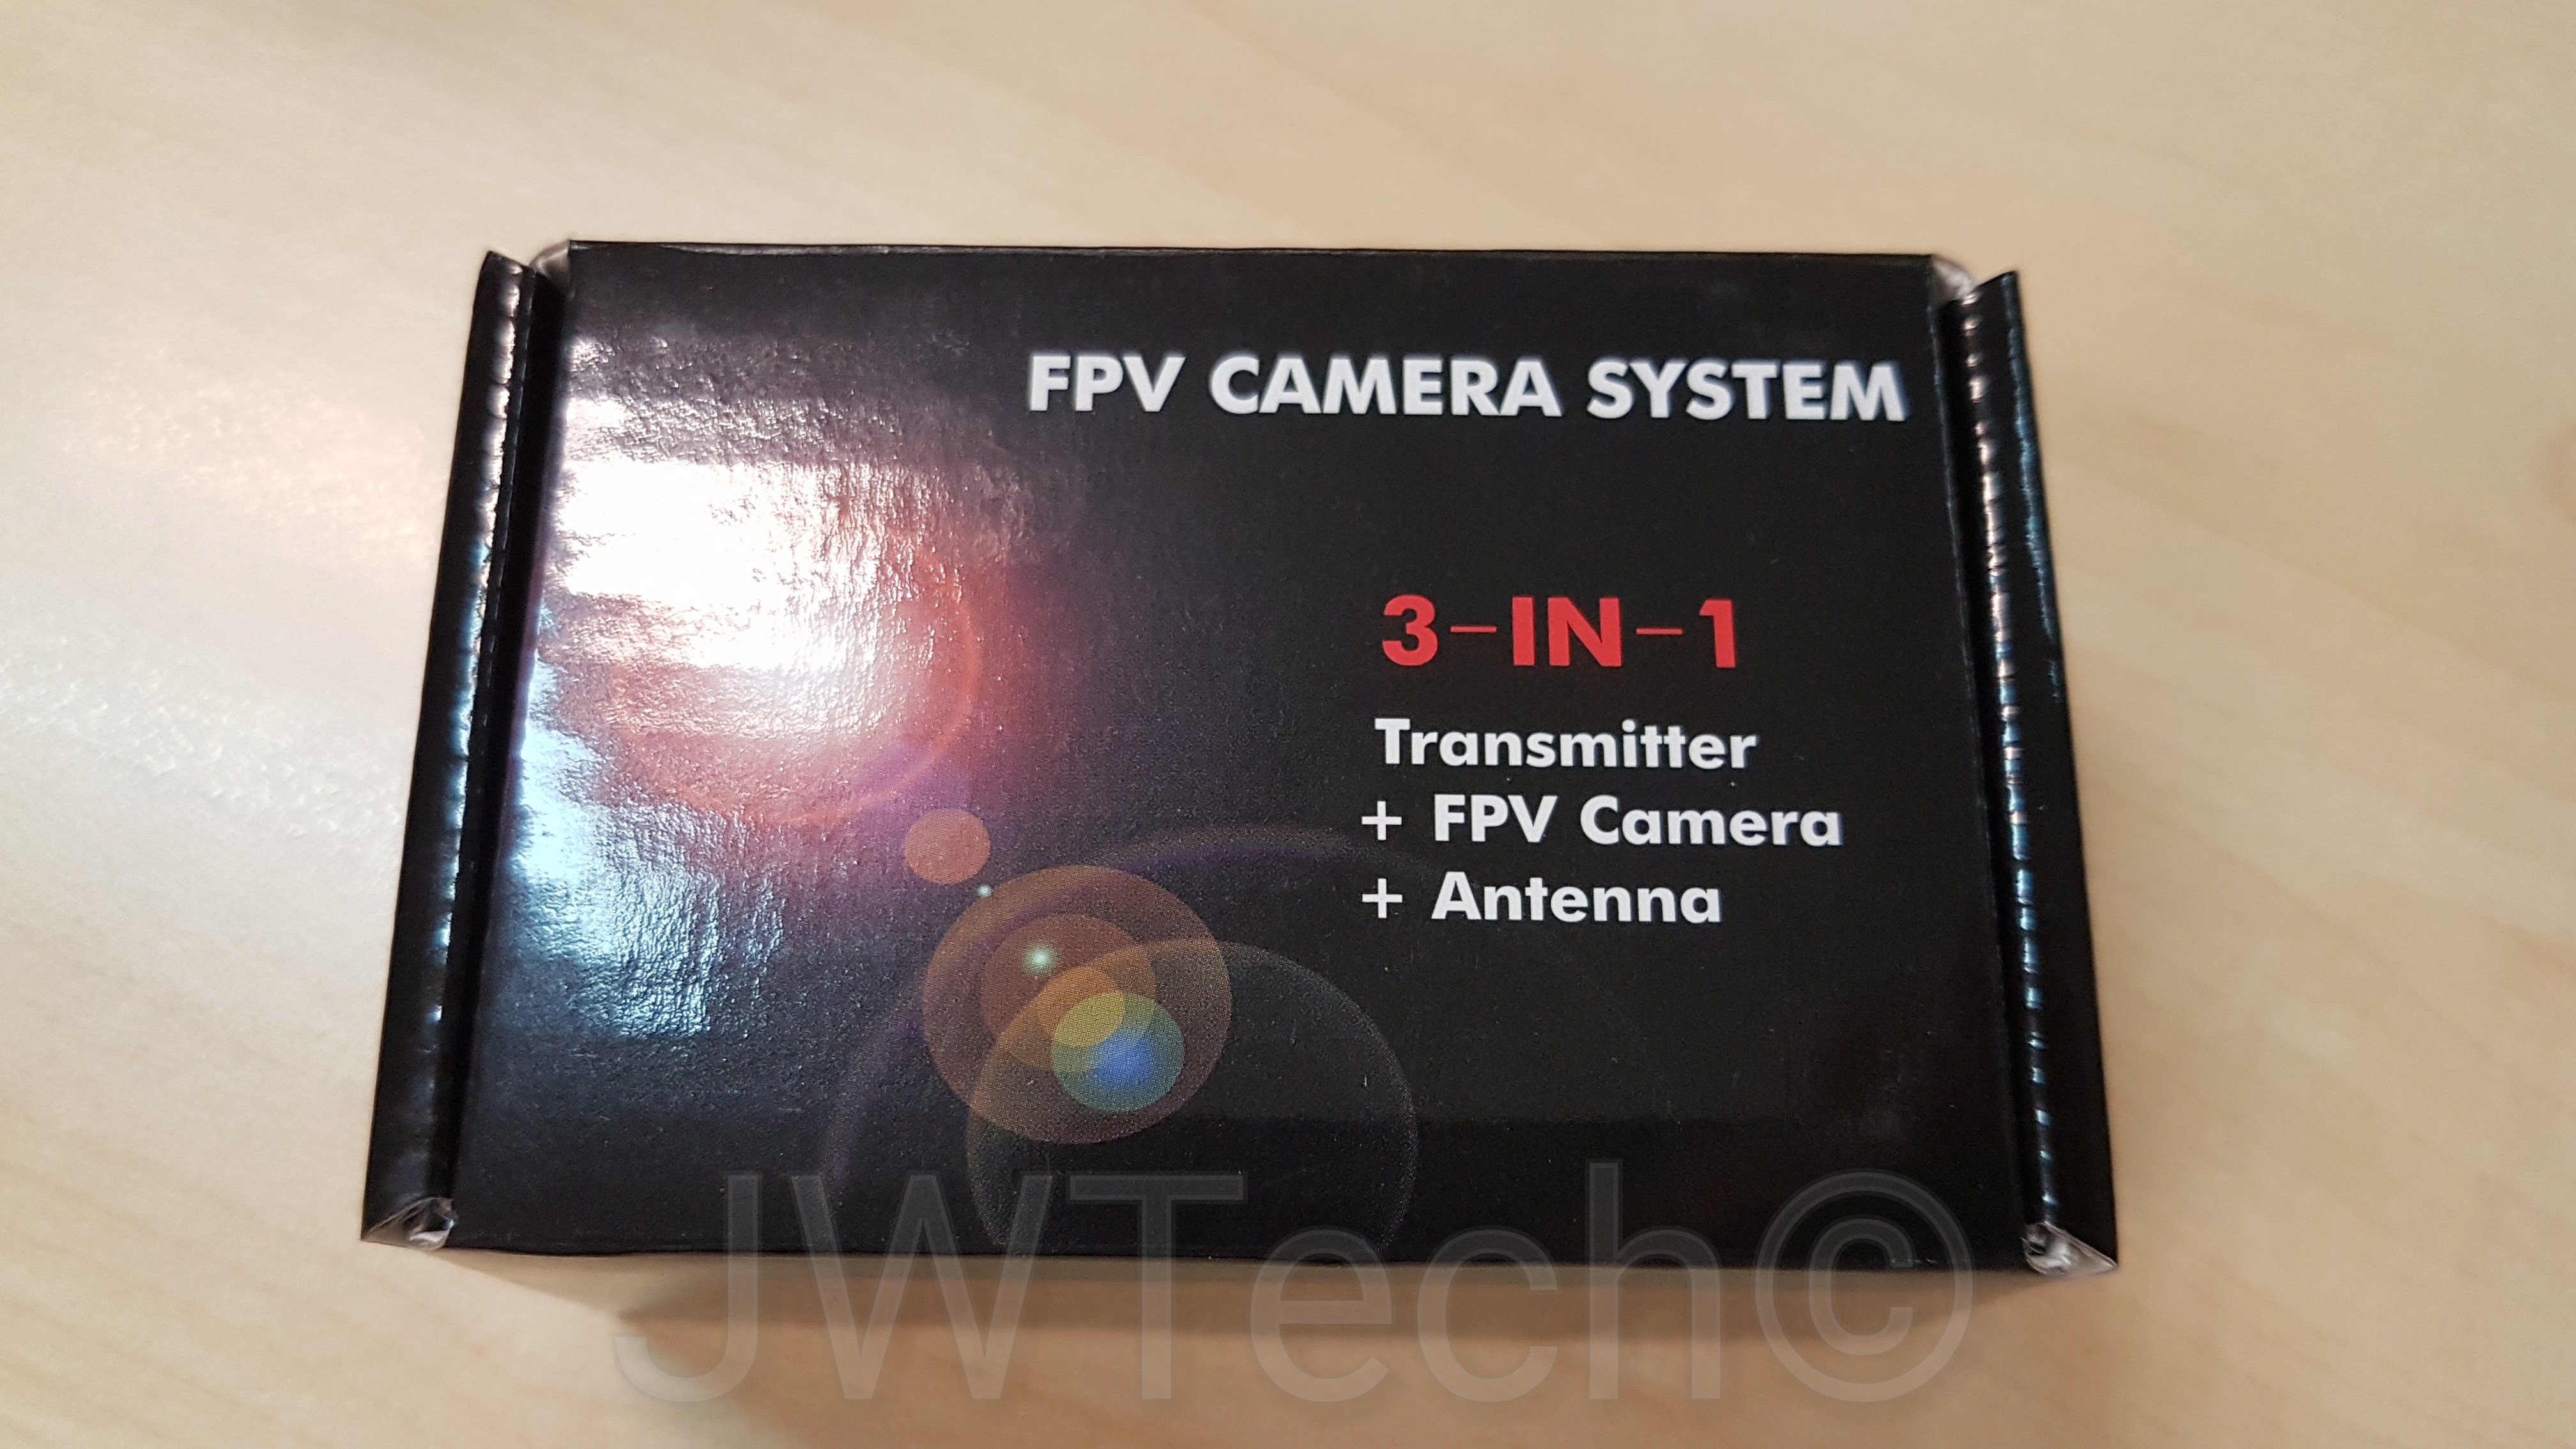 FPV CAMERA SYSTEM
3-IN-1
Transmitter
+ FPV Camera
+ Antenna
JWTech©